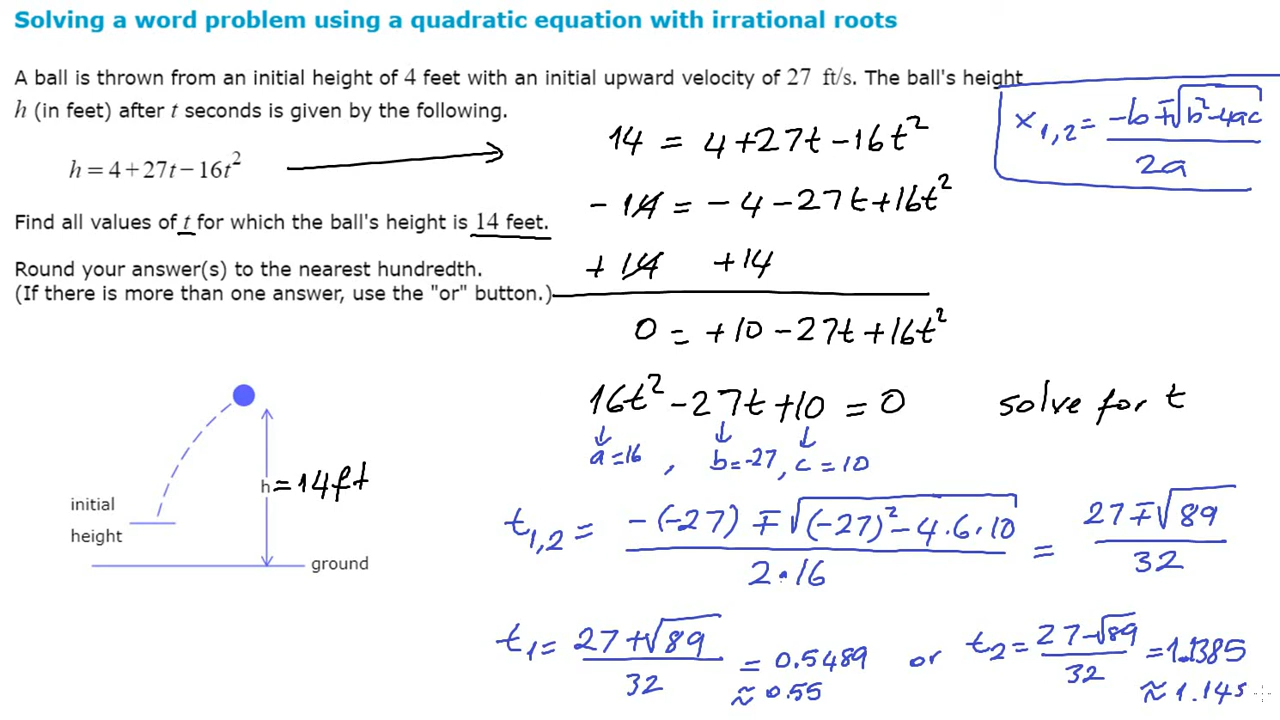 Solving a word problem using a quadratic equation with irrational roots
A ball is thrown from an initial height of 4 feet with an initial upward velocity of 27 ft/s. The ball's height
h (in feet) after t seconds is given by the following.
h = 4+27t−16t²
Find all values of t for which the ball's height is 14 feet.
Round your answer(s) to the nearest hundredth.
(If there is more than one answer, use the "or" button.)
initial
height
h = 14ft
ground
x₁,₂ = (-b ∓ √(b²-4ac)) / 2a
14 = 4+27t-16t²
-14 = -4-27t+16t²
+14 +14
0 = +10-27t+16t²
16t²-27t+10 = 0 solve for t
a=16, b=-27, c=10
t₁,₂ = (-(-27) ∓ √((-27)²-4·6·10)) / 2·16 = (27∓√89) / 32
t₁ = (27+√89) / 32 = 0.5489 or t₂ = (27-√89) / 32 = 1.1385
≈ 0.55 ≈ 1.14s